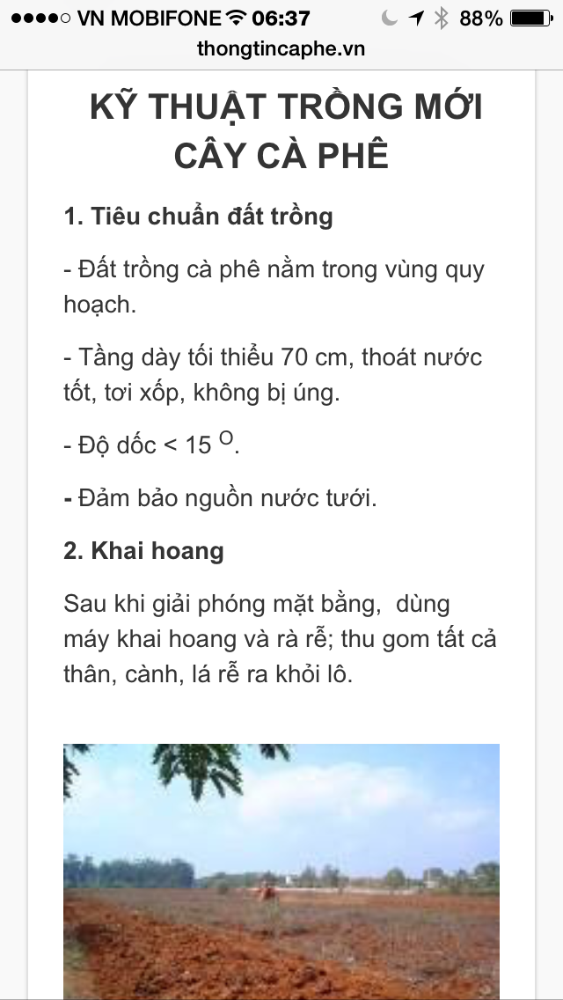 VN MOBIFONE 06:37 88%
thongtincaphe.vn
KỸ THUẬT TRỒNG MỚI
CÂY CÀ PHÊ
1. Tiêu chuẩn đất trồng
- Đất trồng cà phê nằm trong vùng quy
hoạch.
- Tầng dày tối thiểu 70 cm, thoát nước
tốt, tơi xốp, không bị úng.
- Độ dốc < 15 O.
- Đảm bảo nguồn nước tưới.
2. Khai hoang
Sau khi giải phóng mặt bằng,  dùng
máy khai hoang và rà rễ; thu gom tất cả
thân, cành, lá rễ ra khỏi lô.